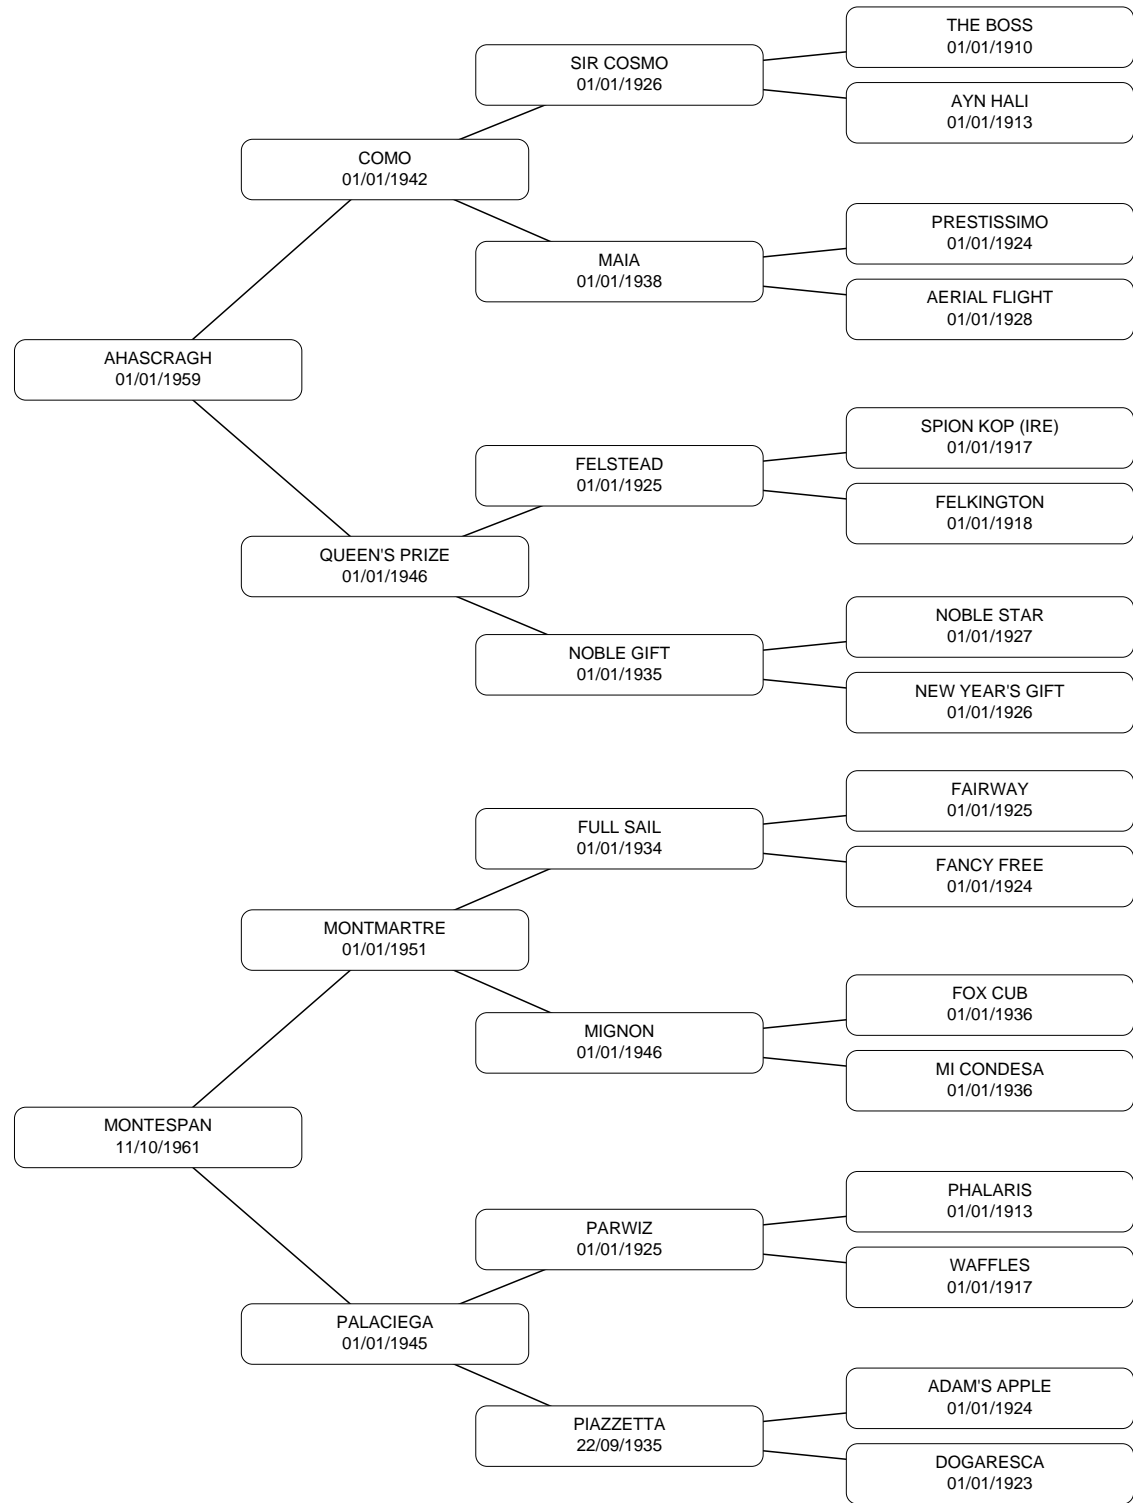 THE BOSS
01/01/1910
SIR COSMO
01/01/1926
AYN HALI
01/01/1913
COMO
01/01/1942
PRESTISSIMO
01/01/1924
MAIA
01/01/1938
AERIAL FLIGHT
01/01/1928
AHASCRAGH
01/01/1959
SPION KOP (IRE)
01/01/1917
FELSTEAD
01/01/1925
FELKINGTON
01/01/1918
QUEEN'S PRIZE
01/01/1946
NOBLE STAR
01/01/1927
NOBLE GIFT
01/01/1935
NEW YEAR'S GIFT
01/01/1926
FAIRWAY
01/01/1925
FULL SAIL
01/01/1934
FANCY FREE
01/01/1924
MONTMARTRE
01/01/1951
FOX CUB
01/01/1936
MIGNON
01/01/1946
MI CONDESA
01/01/1936
MONTESPAN
11/10/1961
PHALARIS
01/01/1913
PARWIZ
01/01/1925
WAFFLES
01/01/1917
PALACIEGA
01/01/1945
ADAM'S APPLE
01/01/1924
PIAZZETTA
22/09/1935
DOGARESCA
01/01/1923